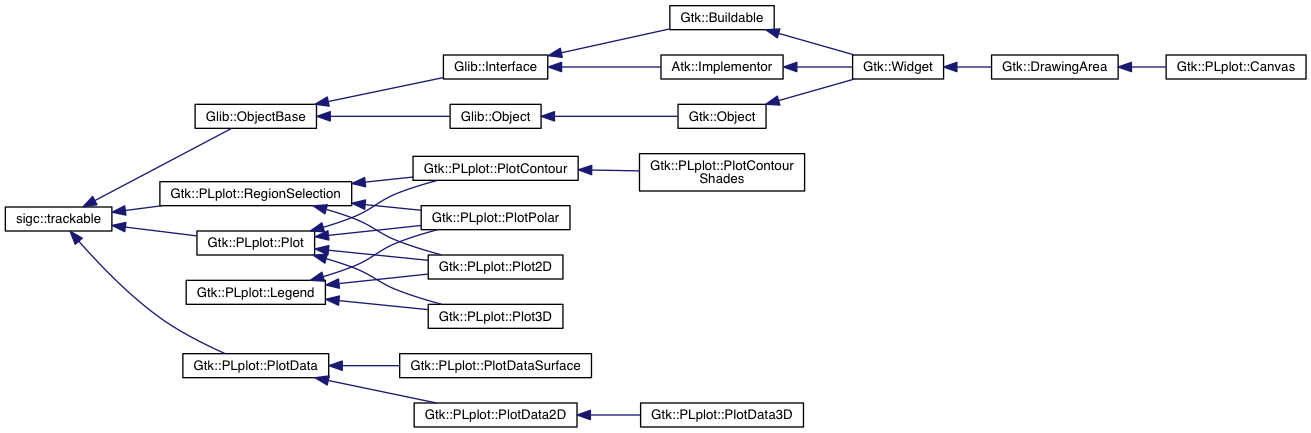 Gtk::Buildable
Glib::Interface
Atk::Implementor
Gtk::Widget
Gtk::DrawingArea
Gtk::PLplot::Canvas
Glib::ObjectBase
Glib::Object
Gtk::Object
Gtk::PLplot::PlotContour
Gtk::PLplot::PlotContour
Shades
Gtk::PLplot::RegionSelection
sigc::trackable
Gtk::PLplot::PlotPolar
Gtk::PLplot::Plot
Gtk::PLplot::Plot2D
Gtk::PLplot::Legend
Gtk::PLplot::Plot3D
Gtk::PLplot::PlotData
Gtk::PLplot::PlotDataSurface
Gtk::PLplot::PlotData2D
Gtk::PLplot::PlotData3D